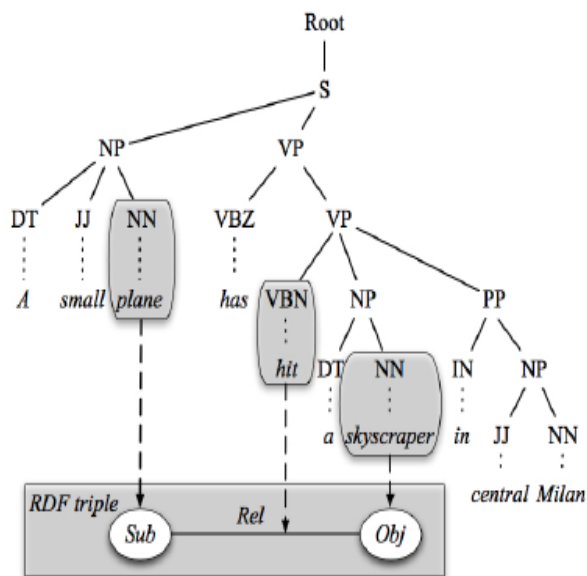 Root
S
NP VP
DT JJ NN VBZ VP
A small plane has VBN NP PP
hit DT NN IN NP
a skyscraper in JJ NN
central Milan
RDF triple Rel
Sub Obj